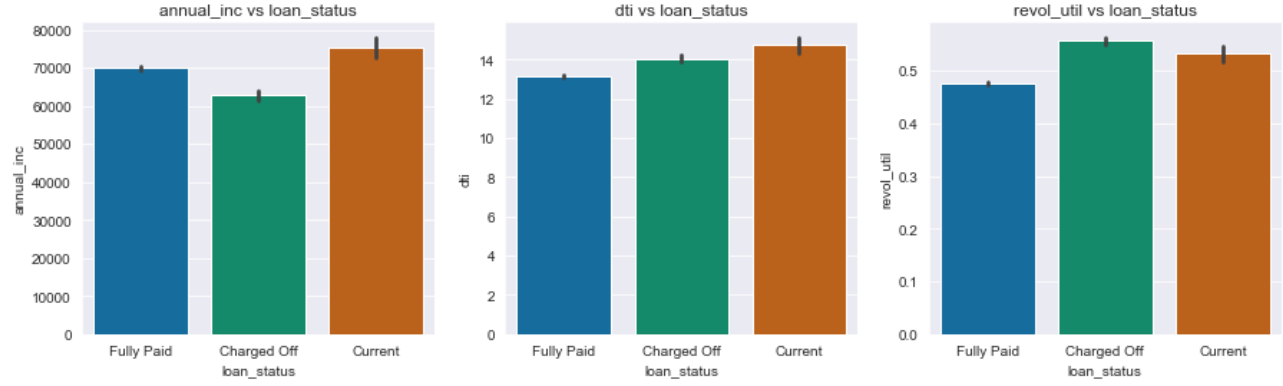 annual_inc vs loan_status
annual_inc
80000
70000
60000
50000
40000
30000
20000
10000
0
Fully Paid Charged Off Current
loan_status
dti vs loan_status
dti
14
12
10
8
6
4
2
0
Fully Paid Charged Off Current
loan_status
revol_util vs loan_status
revol_util
0.5
0.4
0.3
0.2
0.1
0.0
Fully Paid Charged Off Current
loan_status